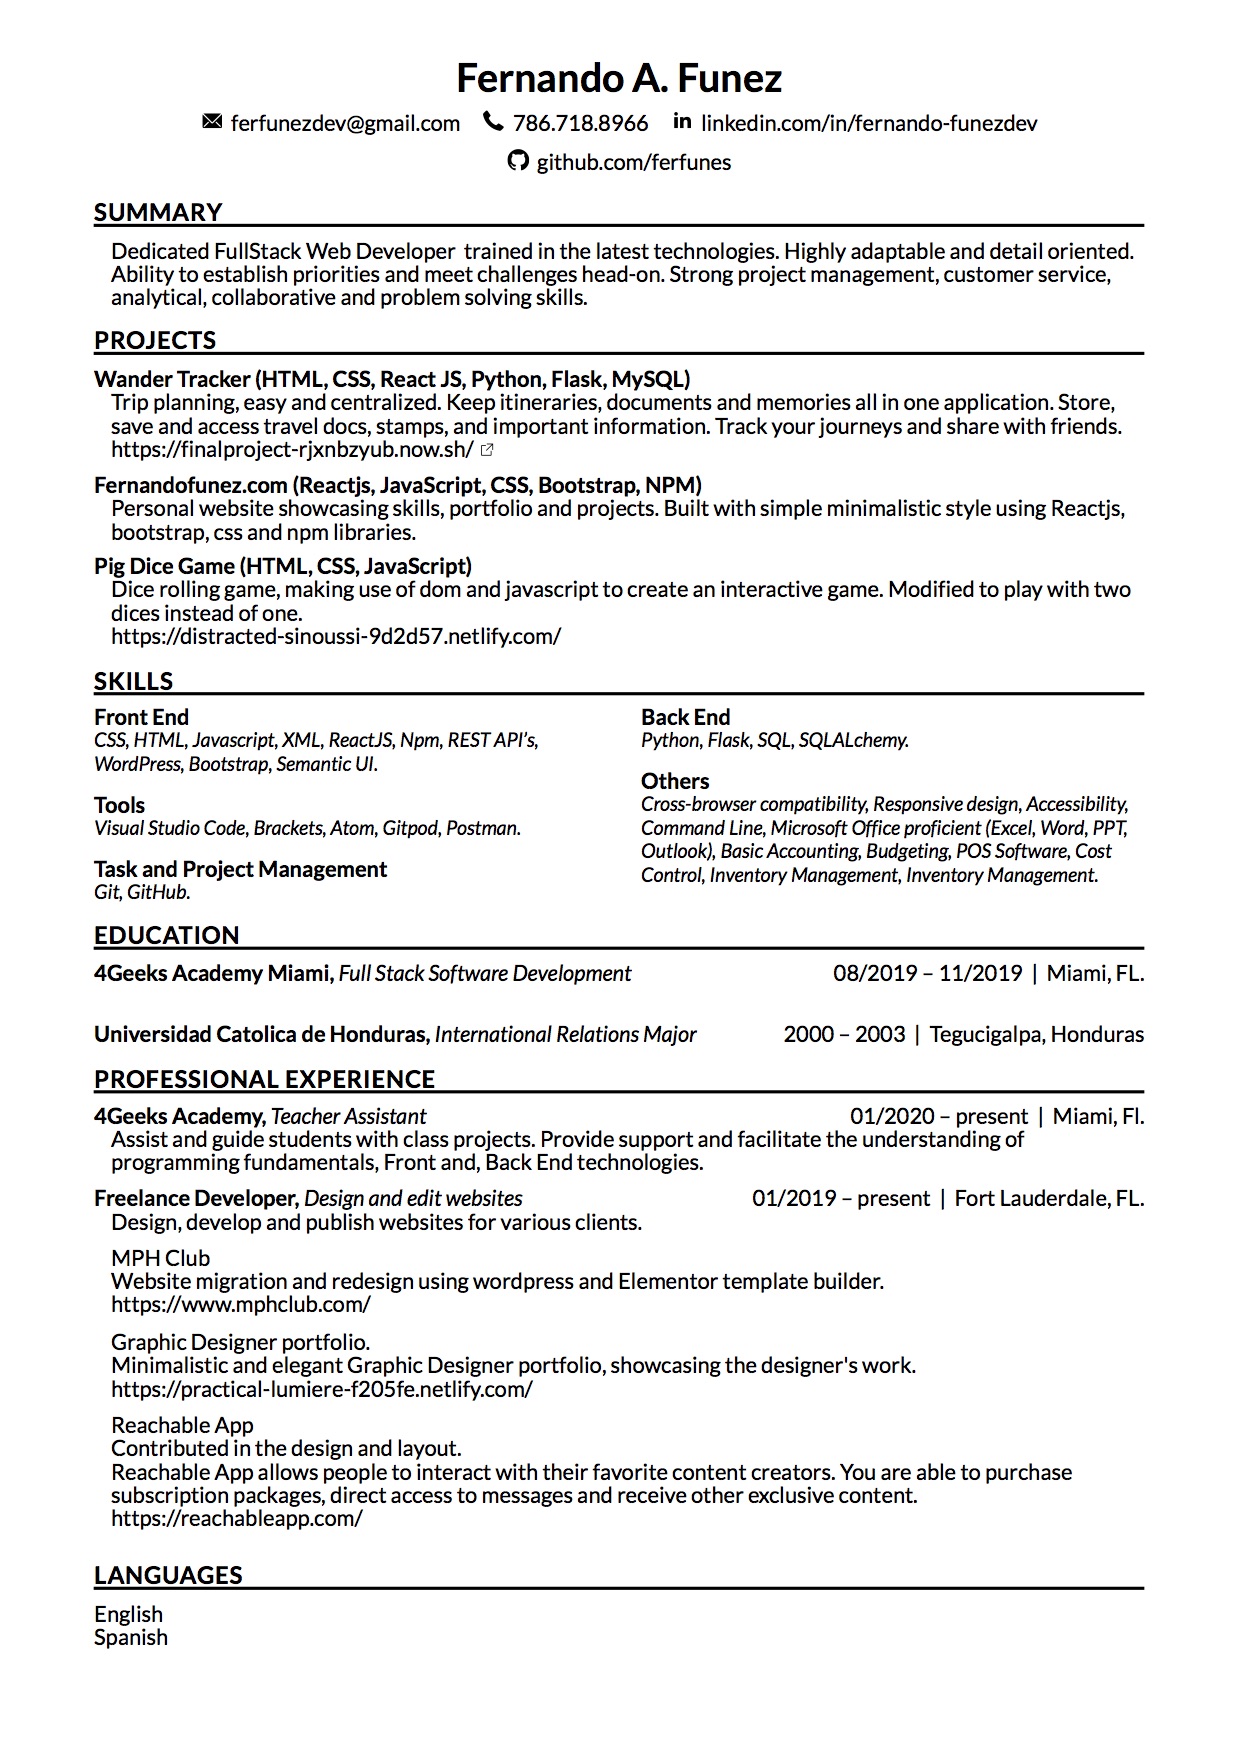 Fernando A. Funez
ferfunezdev@gmail.com 786.718.8966 linkedin.com/in/fernando-funezdev
github.com/ferfunes
SUMMARY
Dedicated FullStack Web Developer trained in the latest technologies. Highly adaptable and detail oriented.
Ability to establish priorities and meet challenges head-on. Strong project management, customer service,
analytical, collaborative and problem solving skills.
PROJECTS
Wander Tracker (HTML, CSS, React JS, Python, Flask, MySQL)
Trip planning, easy and centralized. Keep itineraries, documents and memories all in one application. Store,
save and access travel docs, stamps, and important information. Track your journeys and share with friends.
https://finalproject-rjxnbzyub.now.sh/
Fernandofunez.com (Reactjs, JavaScript, CSS, Bootstrap, NPM)
Personal website showcasing skills, portfolio and projects. Built with simple minimalistic style using Reactjs,
bootstrap, css and npm libraries.
Pig Dice Game (HTML, CSS, JavaScript)
Dice rolling game, making use of dom and javascript to create an interactive game. Modified to play with two
dices instead of one.
https://distracted-sinoussi-9d2d57.netlify.com/
SKILLS
Front End
CSS, HTML, Javascript, XML, ReactJS, Npm, REST API's,
WordPress, Bootstrap, Semantic UI.
Tools
Visual Studio Code, Brackets, Atom, Gitpod, Postman.
Task and Project Management
Git, GitHub.
Back End
Python, Flask, SQL, SQLALchemy.
Others
Cross-browser compatibility, Responsive design, Accessibility,
Command Line, Microsoft Office proficient (Excel, Word, PPT,
Outlook), Basic Accounting, Budgeting, POS Software, Cost
Control, Inventory Management, Inventory Management.
EDUCATION
4Geeks Academy Miami, Full Stack Software Development 08/2019 – 11/2019 | Miami, FL.
Universidad Catolica de Honduras, International Relations Major 2000 – 2003 | Tegucigalpa, Honduras
PROFESSIONAL EXPERIENCE
4Geeks Academy, Teacher Assistant 01/2020 – present | Miami, Fl.
Assist and guide students with class projects. Provide support and facilitate the understanding of
programming fundamentals, Front and, Back End technologies.
Freelance Developer, Design and edit websites 01/2019 – present | Fort Lauderdale, FL.
Design, develop and publish websites for various clients.
MPH Club
Website migration and redesign using wordpress and Elementor template builder.
https://www.mphclub.com/
Graphic Designer portfolio.
Minimalistic and elegant Graphic Designer portfolio, showcasing the designer's work.
https://practical-lumiere-f205fe.netlify.com/
Reachable App
Contributed in the design and layout.
Reachable App allows people to interact with their favorite content creators. You are able to purchase
subscription packages, direct access to messages and receive other exclusive content.
https://reachableapp.com/
LANGUAGES
English
Spanish